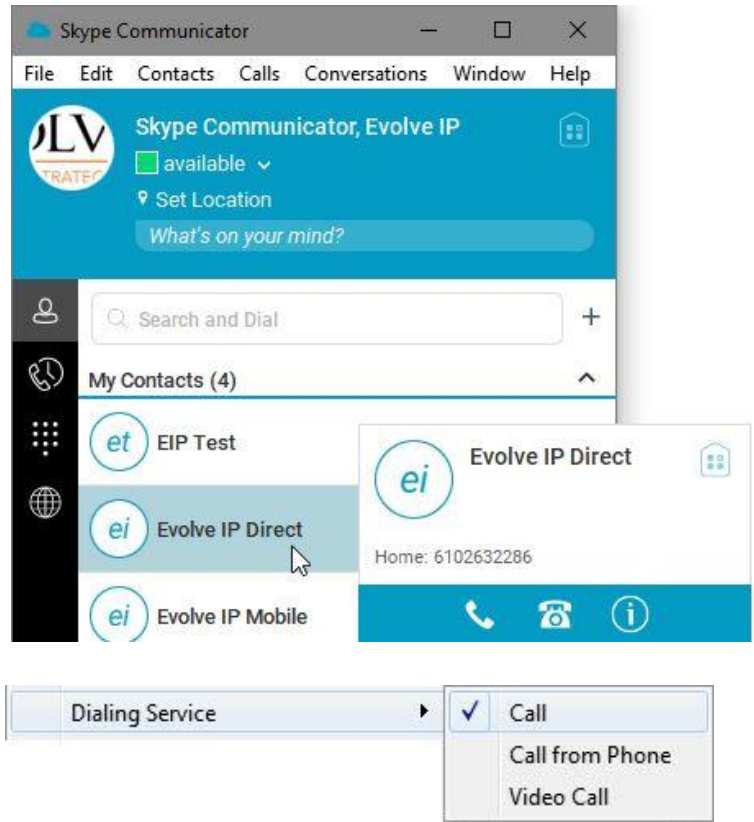 Skype Communicator
File Edit Contacts Calls Conversations Window Help
Skype Communicator, Evolve IP
available
Set Location
What's on your mind?
Search and Dial
My Contacts (4)
et EIP Test
ei Evolve IP Direct
ei Evolve IP Mobile
ei Evolve IP Direct
Home: 6102632286
Dialing Service
Call
Call from Phone
Video Call